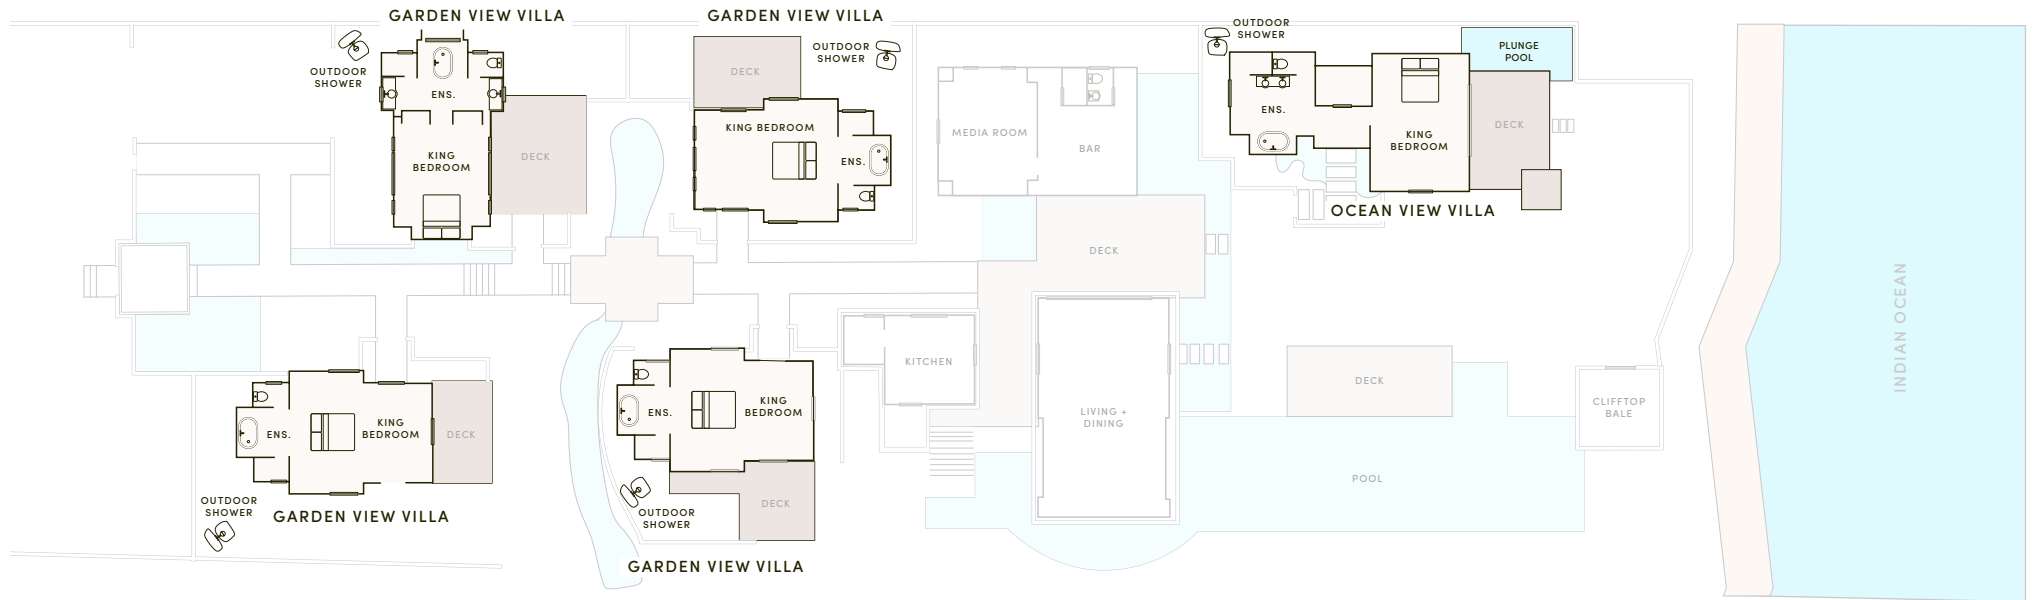 GARDEN VIEW VILLA
OUTDOOR
SHOWER
ENS.
KING
BEDROOM
DECK
GARDEN VIEW VILLA
DECK
OUTDOOR
SHOWER
KING BEDROOM
ENS.
MEDIA ROOM
BAR
OUTDOOR
SHOWER
PLUNGE
POOL
ENS.
KING
BEDROOM
DECK
OCEAN VIEW VILLA
DECK
INDIAN OCEAN
KITCHEN
LIVING +
DINING
DECK
CLIFFTOP
BALE
POOL
ENS.
KING
BEDROOM
DECK
OUTDOOR
SHOWER
GARDEN VIEW VILLA
ENS.
KING
BEDROOM
DECK
OUTDOOR
SHOWER
GARDEN VIEW VILLA